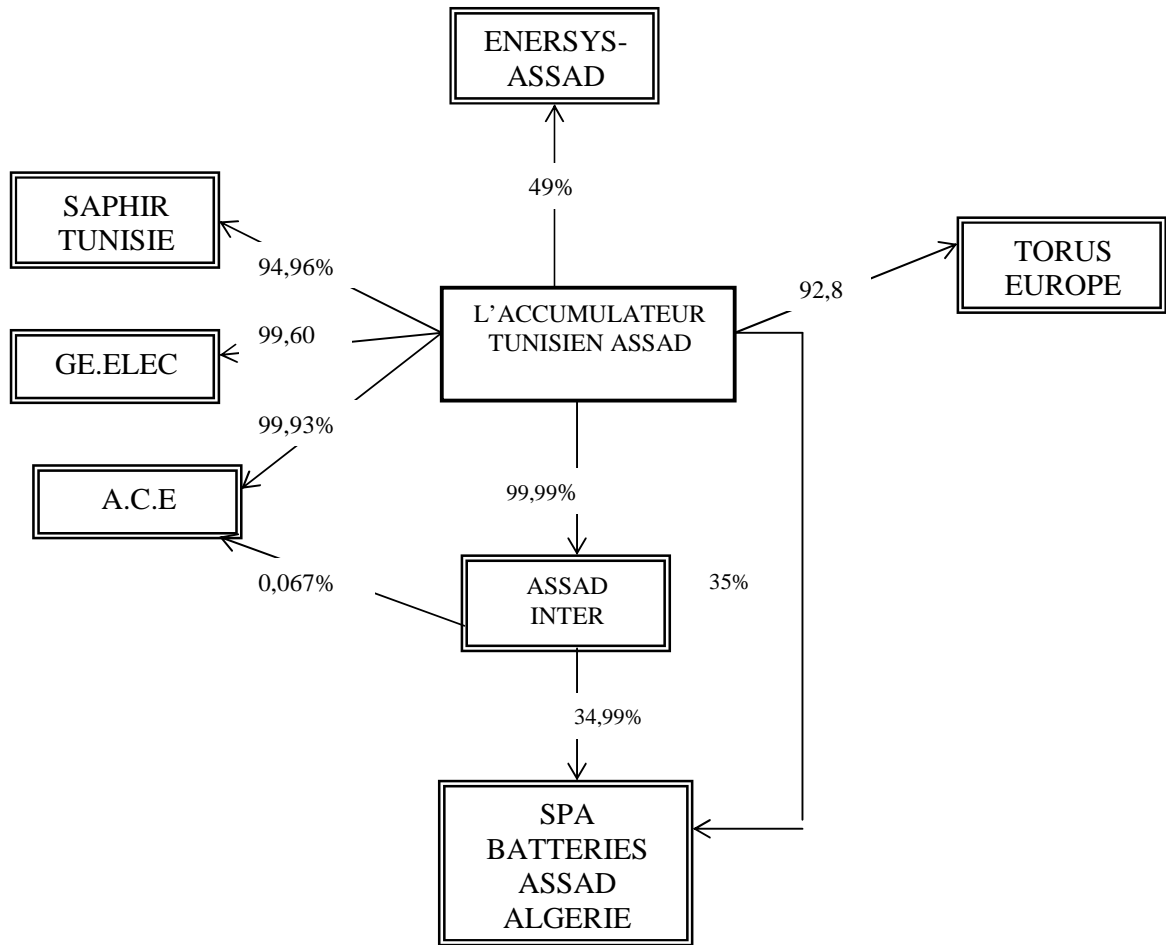 ENERSYS-
ASSAD
49%
SAPHIR
TUNISIE
94,96%
TORUS
EUROPE
92,8
L’ACCUMULATEUR
TUNISIEN ASSAD
GE.ELEC
99,60
99,93%
A.C.E
99,99%
0,067%
ASSAD
INTER
35%
34,99%
SPA
BATTERIES
ASSAD
ALGERIE